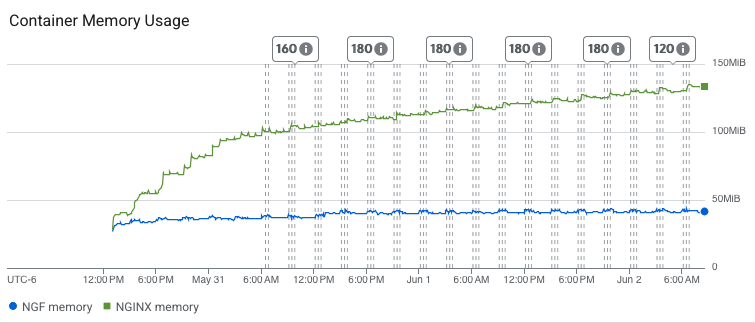 Container Memory Usage
160 180 180 180 180 120
150MiB
100MiB
50MiB
0
UTC-6 12:00 PM 6:00 PM May 31 6:00 AM 12:00 PM 6:00 PM Jun 1 6:00 AM 12:00 PM 6:00 PM Jun 2 6:00 AM
NGF memory NGINX memory